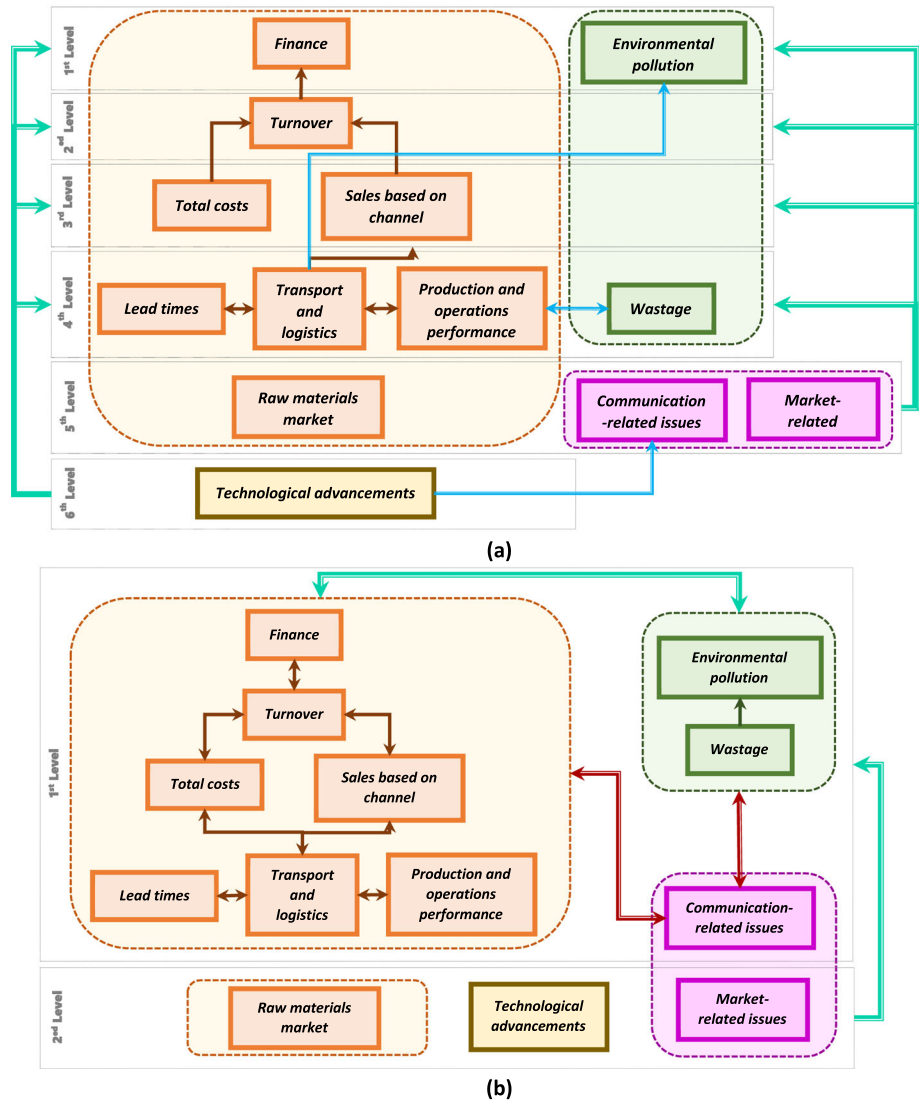 1st Level
Finance
Environmental
pollution
2ed Level
Turnover
3rd Level
Total costs
Sales based on
channel
4th Level
Lead times
Transport
and
logistics
Production and
operations
performance
Wastage
5th Level
Raw materials
market
Communication
-related issues
Market-
related
6th Level
Technological advancements
(a)
1st Level
Finance
Environmental
pollution
Turnover
Wastage
Total costs
Sales based on
channel
Lead times
Transport
and
logistics
Production and
operations
performance
Communication-
related issues
2ed Level
Raw materials
market
Technological
advancements
Market-
related issues
(b)